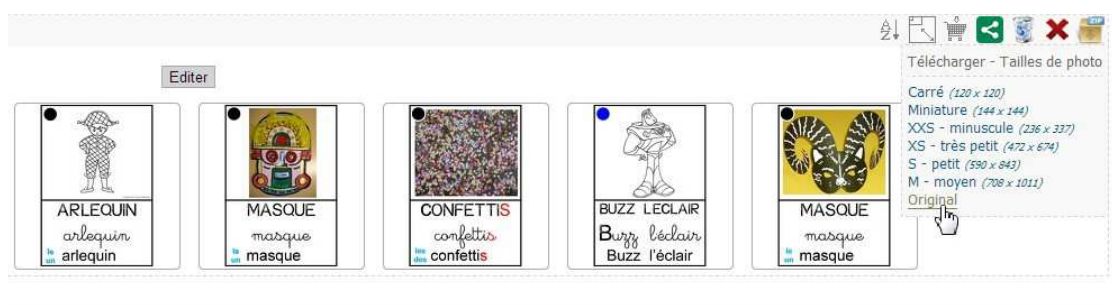 A
Z
ZIP
Télécharger - Tailles de photo
Carré (120 x 120)
Miniature (144 x 144)
XXS - minuscule (236 x 337)
XS - très petit (472 x 674)
S - petit (590 x 843)
M - moyen (708 x 1011)
Original
Editer
ARLEQUIN
arlequin
le
un arlequin
MASQUE
masque
le
un masque
CONFETTIS
confettis
les
des confettis
BUZZ LECLAIR
Buzz léclair
Buzz l'éclair
MASQUE
masque
le
un masque